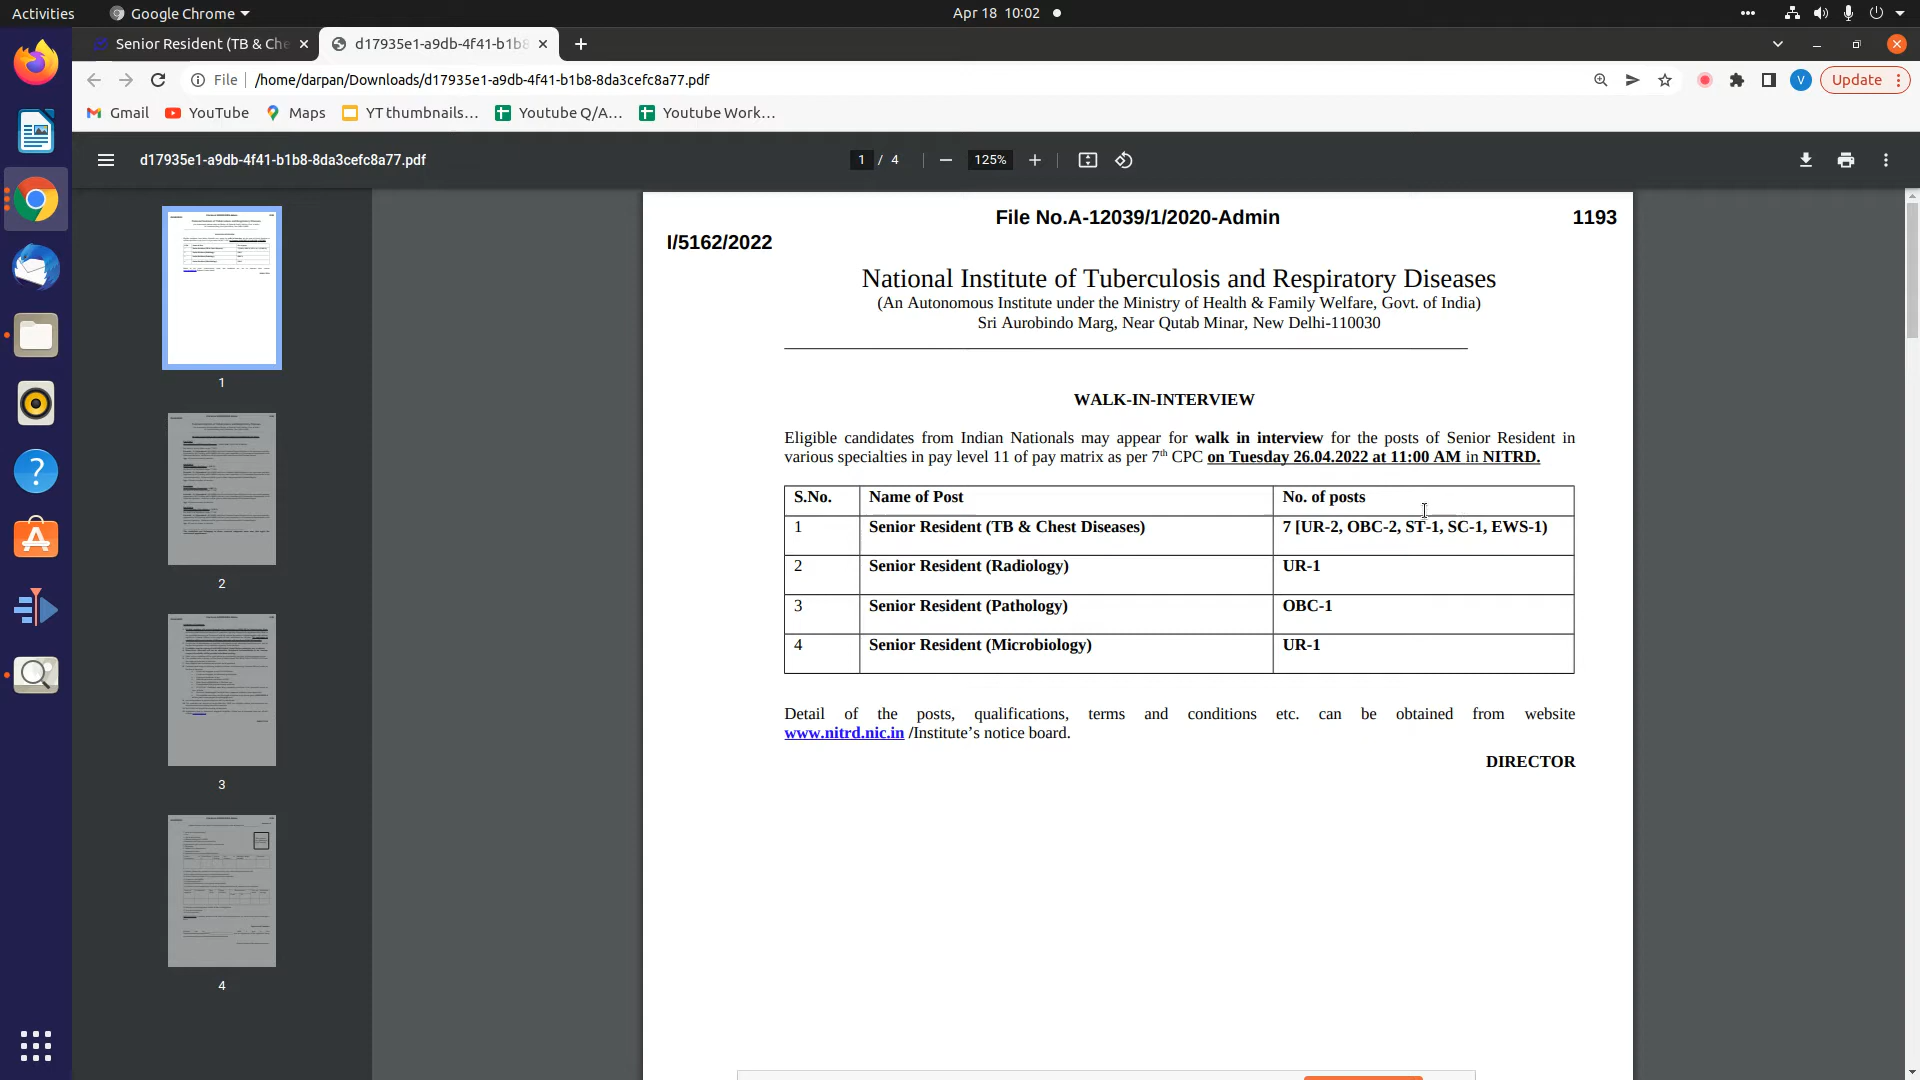 Activities
Google Chrome
Apr 18 10:02
Senior Resident (TB & Che
d17935e1-a9db-4f41-b1b8
File
/home/darpan/Downloads/d17935e1-a9db-4f41-b1b8-8da3cefc8a77.pdf
V
Update
Gmail
YouTube
Maps
YT thumbnails...
Youtube Q/A...
Youtube Work...
d17935e1-a9db-4f41-b1b8-8da3cefc8a77.pdf
1 / 4
125%
1
2
3
4
File No.A-12039/1/2020-Admin
1193
I/5162/2022
National Institute of Tuberculosis and Respiratory Diseases
(An Autonomous Institute under the Ministry of Health & Family Welfare, Govt. of India)
Sri Aurobindo Marg, Near Qutab Minar, New Delhi-110030
WALK-IN-INTERVIEW
Eligible candidates from Indian Nationals may appear for walk in interview for the posts of Senior Resident in
various specialties in pay level 11 of pay matrix as per 7th CPC on Tuesday 26.04.2022 at 11:00 AM in NITRD.
S.No. Name of Post No. of posts
1 Senior Resident (TB & Chest Diseases) 7 [UR-2, OBC-2, ST-1, SC-1, EWS-1)
2 Senior Resident (Radiology) UR-1
3 Senior Resident (Pathology) OBC-1
4 Senior Resident (Microbiology) UR-1
Detail of the posts, qualifications, terms and conditions etc. can be obtained from website
www.nitrd.nic.in /Institute's notice board.
DIRECTOR